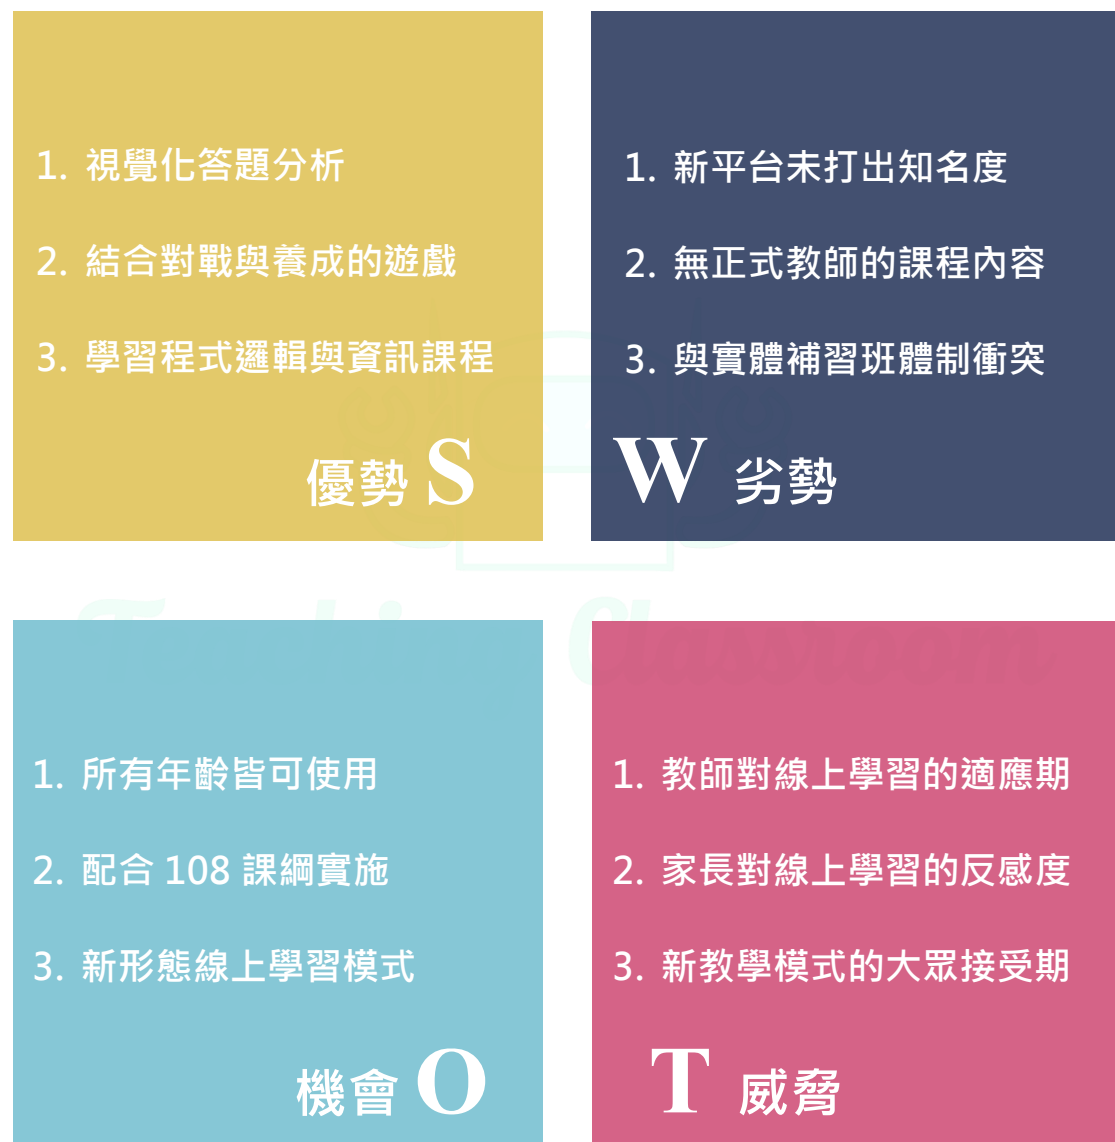 1. 視覺化答題分析
2. 結合對戰與養成的遊戲
3. 學習程式邏輯與資訊課程
優勢 S
1. 新平台未打出知名度
2. 無正式教師的課程內容
3. 與實體補習班體制衝突
W 劣勢
1. 所有年齡皆可使用
2. 配合 108 課綱實施
3. 新形態線上學習模式
機會 O
1. 教師對線上學習的適應期
2. 家長對線上學習的反感度
3. 新教學模式的大眾接受期
T 威脅
Classroom